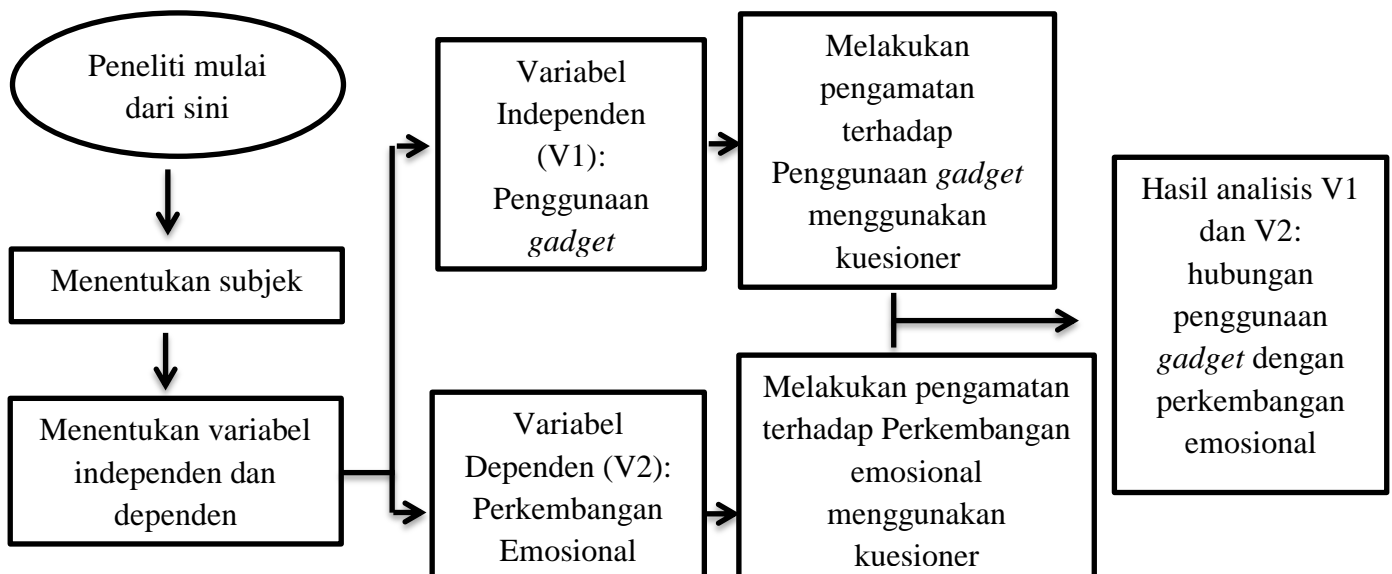 Peneliti mulai
dari sini
Menentukan subjek
Menentukan variabel
independen dan
dependen
Variabel
Independen
(V1):
Penggunaan
gadget
Variabel
Dependen (V2):
Perkembangan
Emosional
Melakukan
pengamatan
terhadap
Penggunaan gadget
menggunakan
kuesioner
Melakukan pengamatan
terhadap Perkembangan
emosional
menggunakan
kuesioner
Hasil analisis V1
dan V2:
hubungan
penggunaan
gadget dengan
perkembangan
emosional